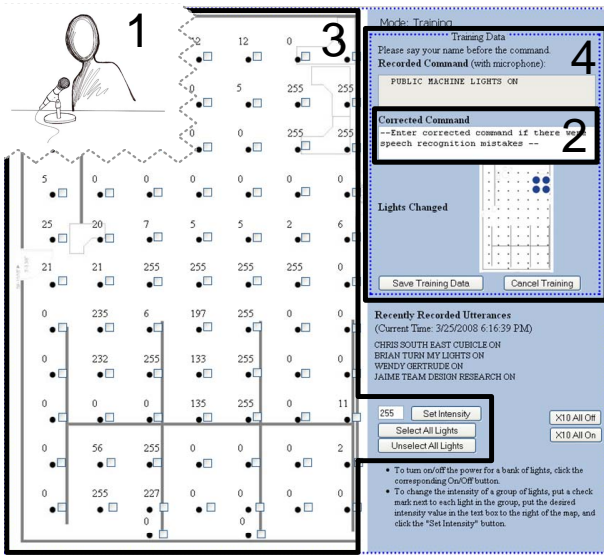 1
3
12 12 0
0 5 255 255
0 0 255 255
5 0 0 0 0 0 0
25 20 7 5 5 2 6
21 21 255 255 255 255 0
0 235 6 197 255 0 0
0 232 255 133 255 0 0
0 0 0 135 255 0 11
0 56 255 0 0 0 2
0 255 227 0 0 0 0
0 0
Mode: Training
Training Data
4
Please say your name before the command.
Recorded Command (with microphone):
PUBLIC MACHINE LIGHTS ON
Corrected Command
--Enter corrected command if there were
speech recognition mistakes --
2
Lights Changed
Save Training Data Cancel Training
Recently Recorded Utterances
(Current Time: 3/25/2008 6:16:39 PM)
CHRIS SOUTH EAST CUBICLE ON
BRIAN TURN MY LIGHTS ON
WENDY GERTRUDE ON
JAIME TEAM DESIGN RESEARCH ON
255 Set Intensity X10 All Off
Select All Lights X10 All On
Unselect All Lights
• To turn on/off the power for a bank of lights, click the
corresponding On/Off button.
• To change the intensity of a group of lights, put a check
mark next to each light in the group, put the desired
intensity value in the text box to the right of the map, and
click the "Set Intensity" button.